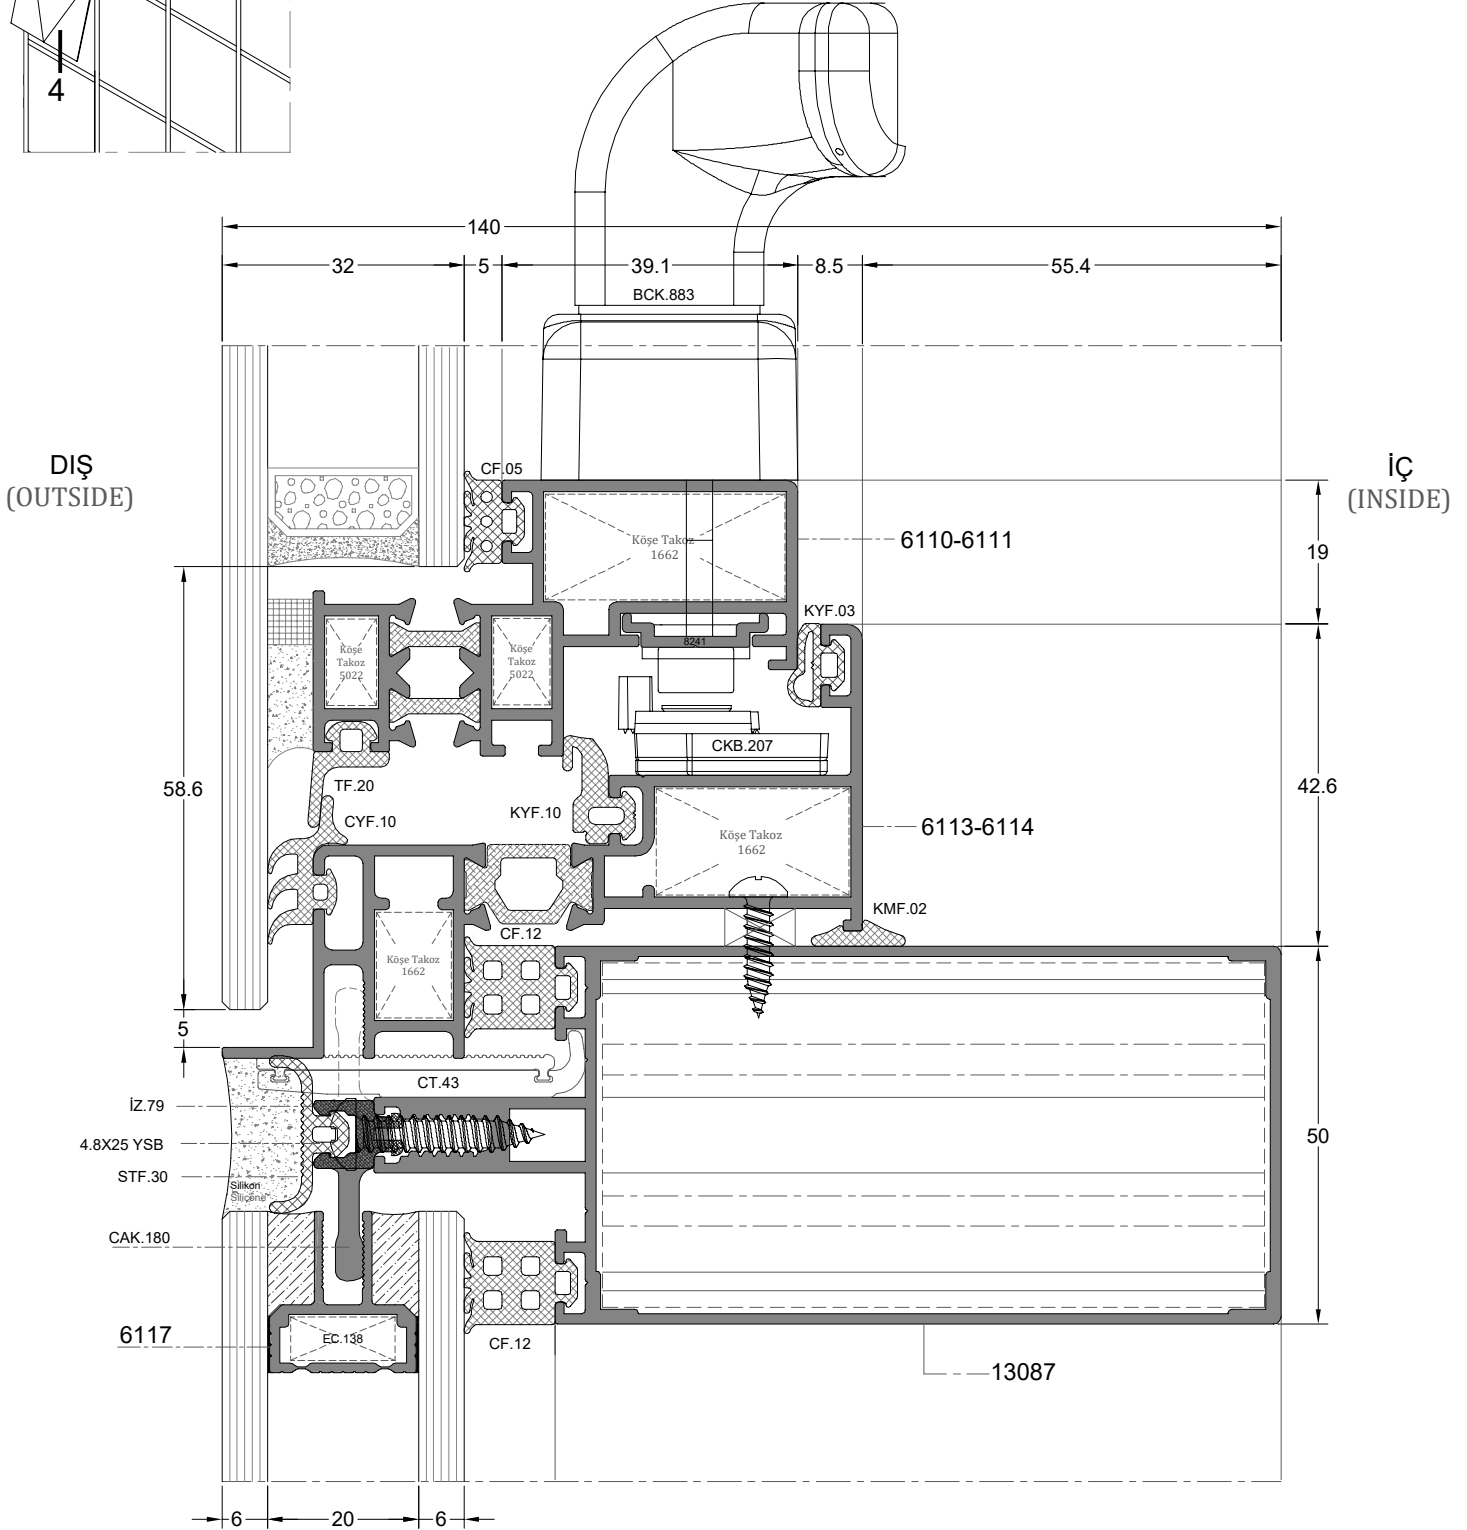 4
140
32
5
39.1
8.5
55.4
BCK.883
DIŞ
(OUTSIDE)
İÇ
(INSIDE)
CF.05
Köşe Takoz
1662
6110-6111
19
KYF.03
8241
Köşe
Takoz
5022
Köşe
Takoz
5022
CKB.207
58.6
TF.20
CYF.10
KYF.10
42.6
Köşe Takoz
1662
6113-6114
KMF.02
CF.12
Köşe Takoz
1662
5
CT.43
İZ.79
4.8X25 YSB
50
STF.30
Silikon
Silicone
CAK.180
6117
EC.138
CF.12
13087
6
20
6